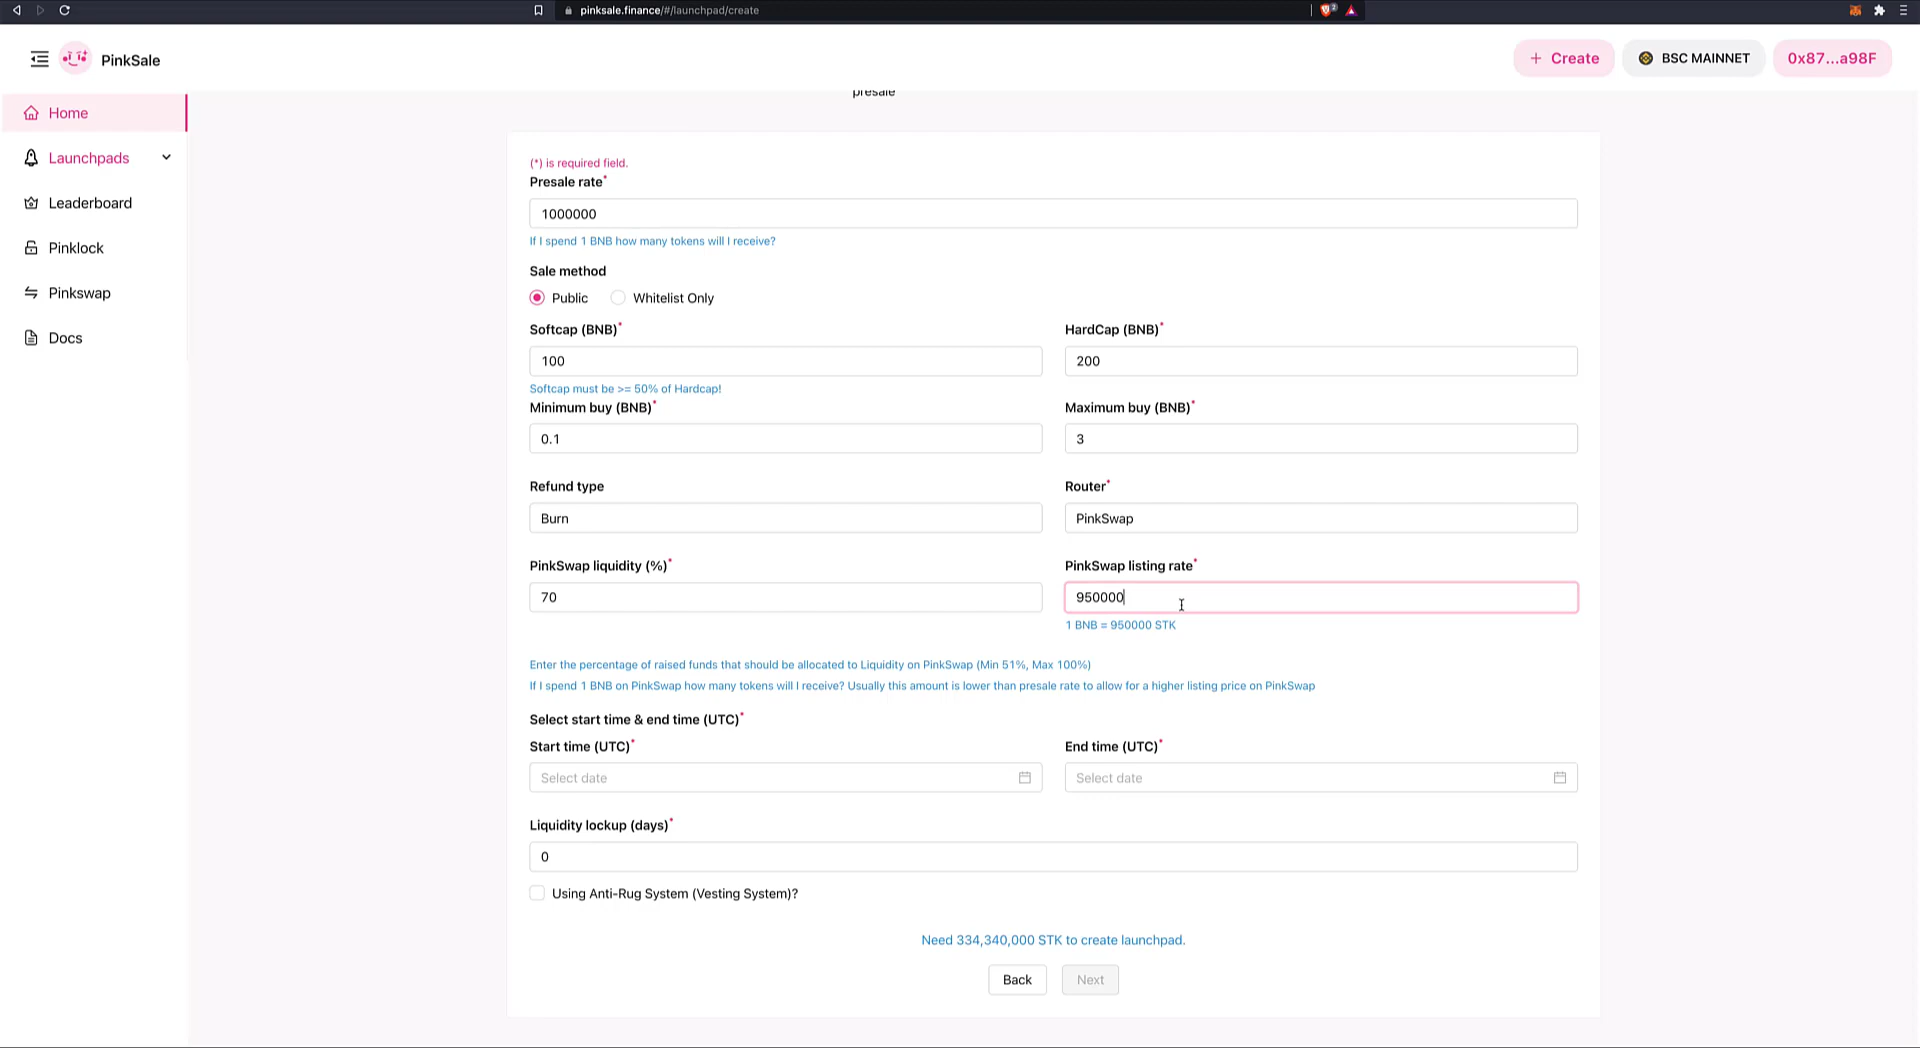 pinksale.finance/#/launchpad/create
2
PinkSale
+ Create
BSC MAINNET
0x87...a98F
Home
Launchpads
Leaderboard
Pinklock
Pinkswap
Docs
presale
(*) is required field.
Presale rate*
1000000
If I spend 1 BNB how many tokens will I receive?
Sale method
Public
Whitelist Only
Softcap (BNB)*
HardCap (BNB)*
100
200
Softcap must be >= 50% of Hardcap!
Minimum buy (BNB)*
Maximum buy (BNB)*
0.1
3
Refund type
Router*
Burn
PinkSwap
PinkSwap liquidity (%)*
PinkSwap listing rate*
70
950000
1 BNB = 950000 STK
Enter the percentage of raised funds that should be allocated to Liquidity on PinkSwap (Min 51%, Max 100%)
If I spend 1 BNB on PinkSwap how many tokens will I receive? Usually this amount is lower than presale rate to allow for a higher listing price on PinkSwap
Select start time & end time (UTC)*
Start time (UTC)*
End time (UTC)*
Select date
Select date
Liquidity lockup (days)*
0
Using Anti-Rug System (Vesting System)?
Need 334,340,000 STK to create launchpad.
Back
Next